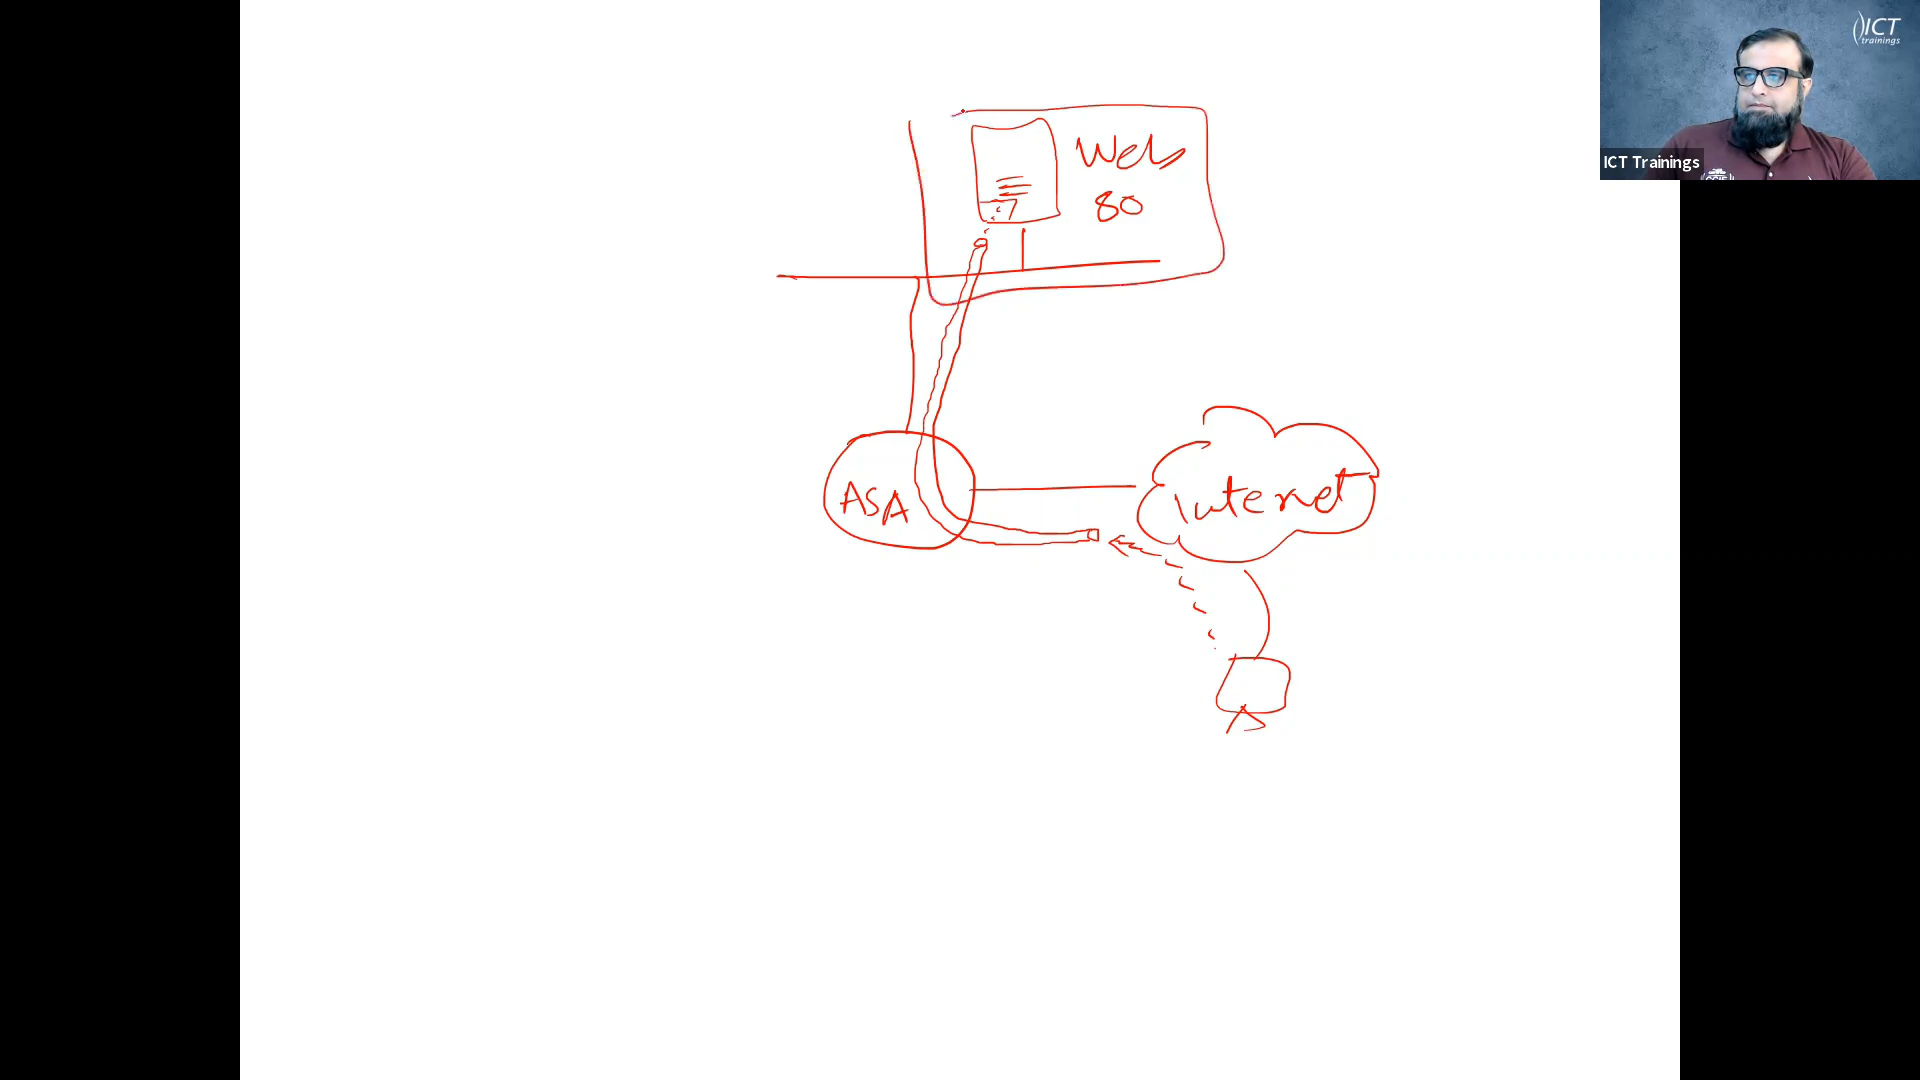 Web
80
ASA
Internet
ICT
trainings
ICT Trainings